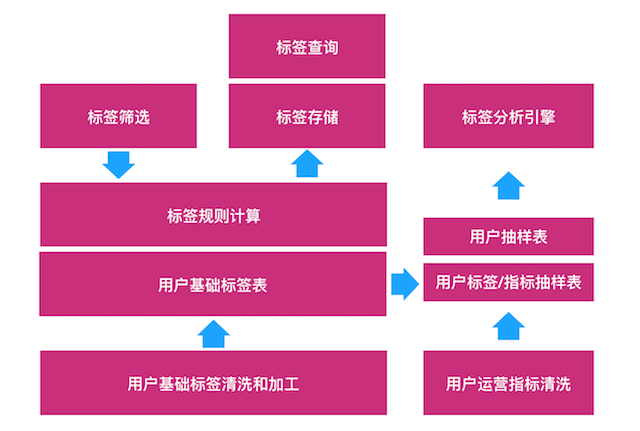 标签查询
标签筛选
标签存储
标签分析引擎
标签规则计算
用户抽样表
用户基础标签表
用户标签/指标抽样表
用户基础标签清洗和加工
用户运营指标清洗